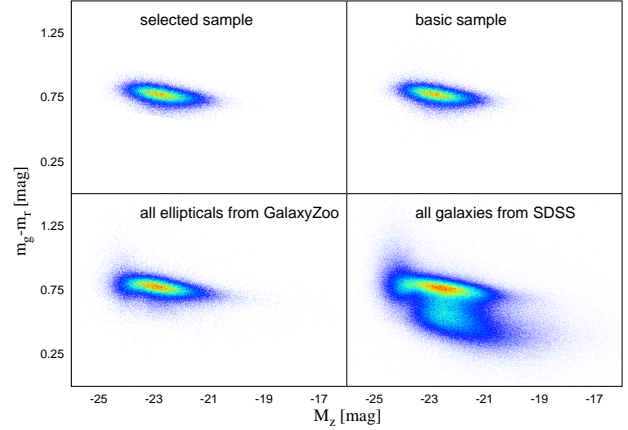 selected sample
basic sample
1.25
0.75
0.25
all ellipticals from GalaxyZoo
all galaxies from SDSS
1.25
0.75
0.25
m_g-m_r [mag]
-25 -23 -21 -19 -17 -25 -23 -21 -19 -17
M_z [mag]